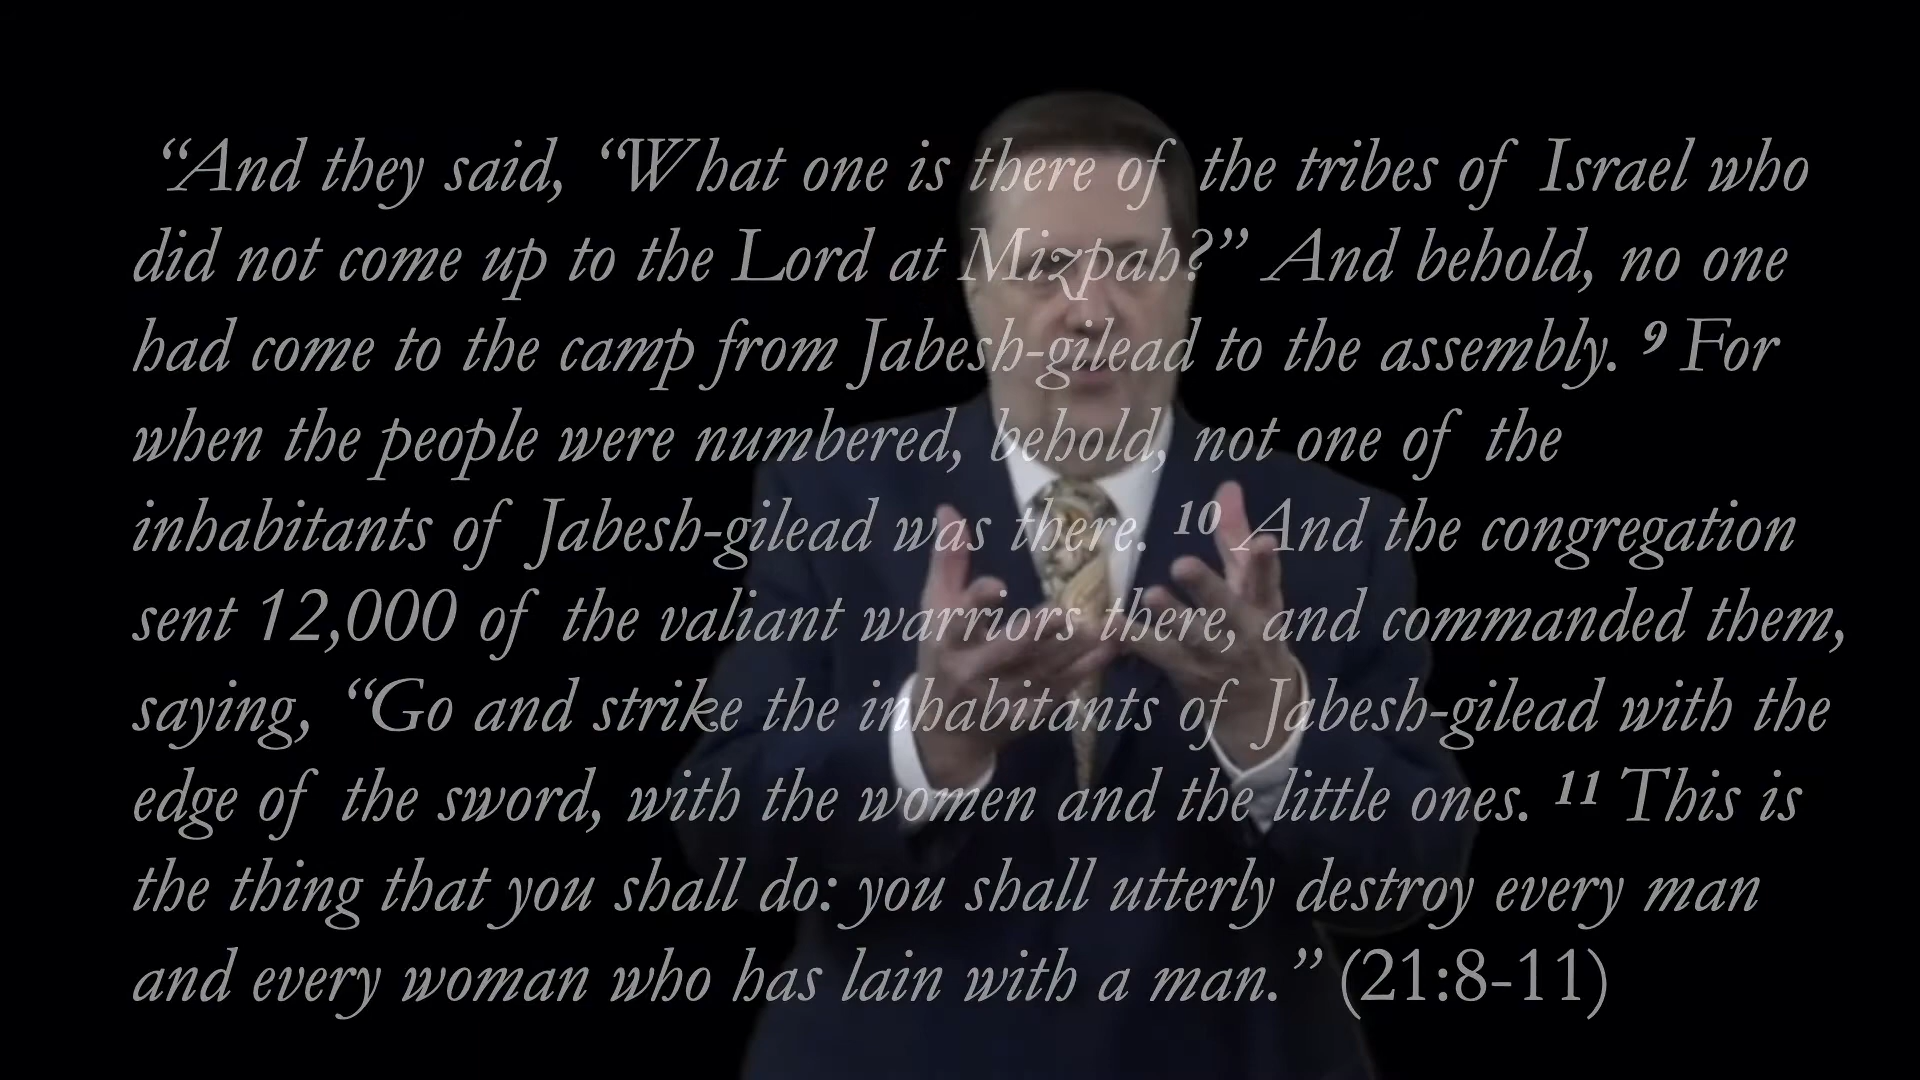 “And they said, “What one is there of the tribes of Israel who
did not come up to the Lord at Mizpah?” And behold, no one
had come to the camp from Jabesh-gilead to the assembly. ⁹ For
when the people were numbered, behold, not one of the
inhabitants of Jabesh-gilead was there. ¹⁰ And the congregation
sent 12,000 of the valiant warriors there, and commanded them,
saying, “Go and strike the inhabitants of Jabesh-gilead with the
edge of the sword, with the women and the little ones. ¹¹ This is
the thing that you shall do: you shall utterly destroy every man
and every woman who has lain with a man.” (21:8-11)